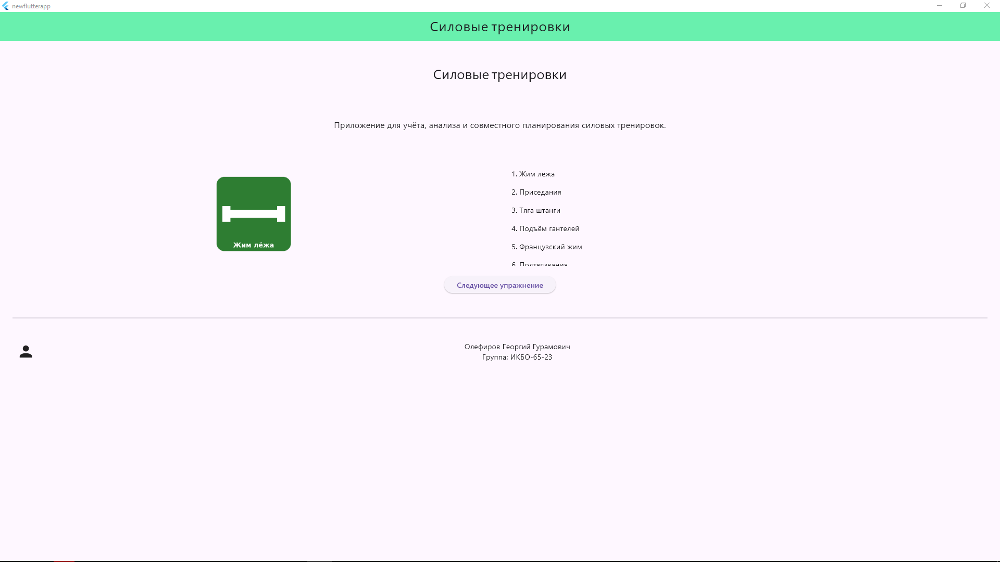 newflutterapp
Силовые тренировки
Силовые тренировки
Приложение для учёта, анализа и совместного планирования силовых тренировок.
Жим лёжа
1. Жим лёжа
2. Приседания
3. Тяга штанги
4. Подъём гантелей
5. Французский жим
6. Подтягивания
Следующее упражнение
Олефиров Георгий Гурамович
Группа: ИКБО-65-23